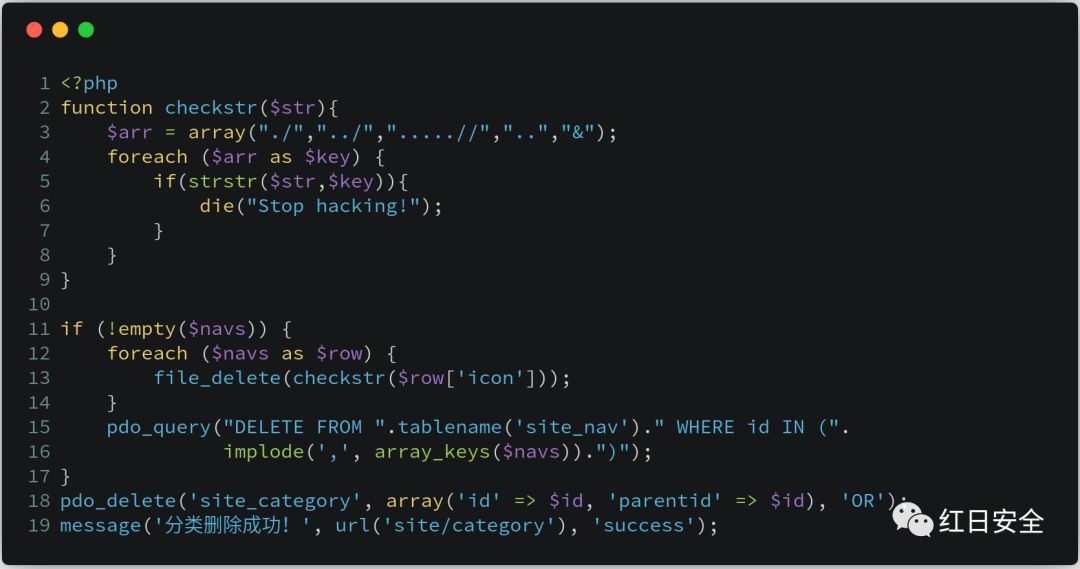 1 <?php
2 function checkstr($str){
3     $arr = array("./","../",".....//","..","&");
4     foreach ($arr as $key) {
5         if(strstr($str,$key)){
6             die("Stop hacking!");
7         }
8     }
9 }
10
11 if (!empty($navs)) {
12     foreach ($navs as $row) {
13         file_delete(checkstr($row['icon']));
14     }
15     pdo_query("DELETE FROM ".tablename('site_nav')." WHERE id IN (".
16               implode(',', array_keys($navs)).")");
17 }
18 pdo_delete('site_category', array('id' => $id, 'parentid' => $id), 'OR');
19 message('分类删除成功！', url('site/category'), 'success');
红日安全